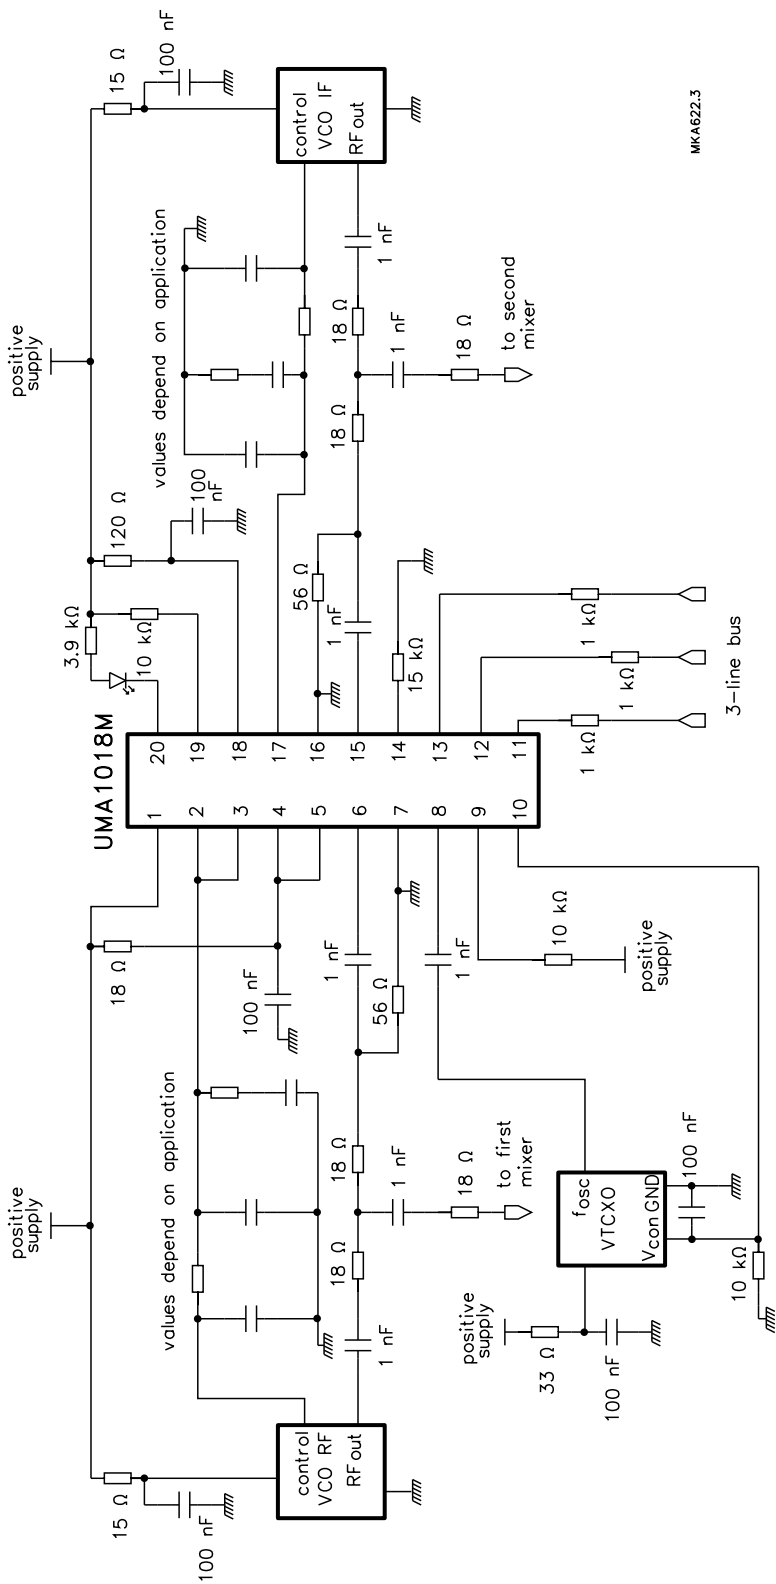 positive
supply
positive
supply
15 Ω
100 nF
control
VCO RF
RF out
values depend on application
1 nF
18 Ω
18 Ω
1 nF
18 Ω
to first
mixer
18 Ω
100 nF
1 nF
56 Ω
1 nF
10 kΩ
positive
supply
positive
supply
33 Ω
100 nF
fosc
VTCXO
Vcon GND
100 nF
10 kΩ
UMA1018M
1
2
3
4
5
6
7
8
9
10
20
19
18
17
16
15
14
13
12
11
3.9 kΩ
10 kΩ
120 Ω
100
nF
values depend on application
56 Ω
1 nF
15 kΩ
1 kΩ
1 kΩ
1 kΩ
3-line bus
18 Ω
18 Ω
1 nF
18 Ω
to second
mixer
1 nF
control
VCO IF
RF out
15 Ω
100 nF
MKA622.3